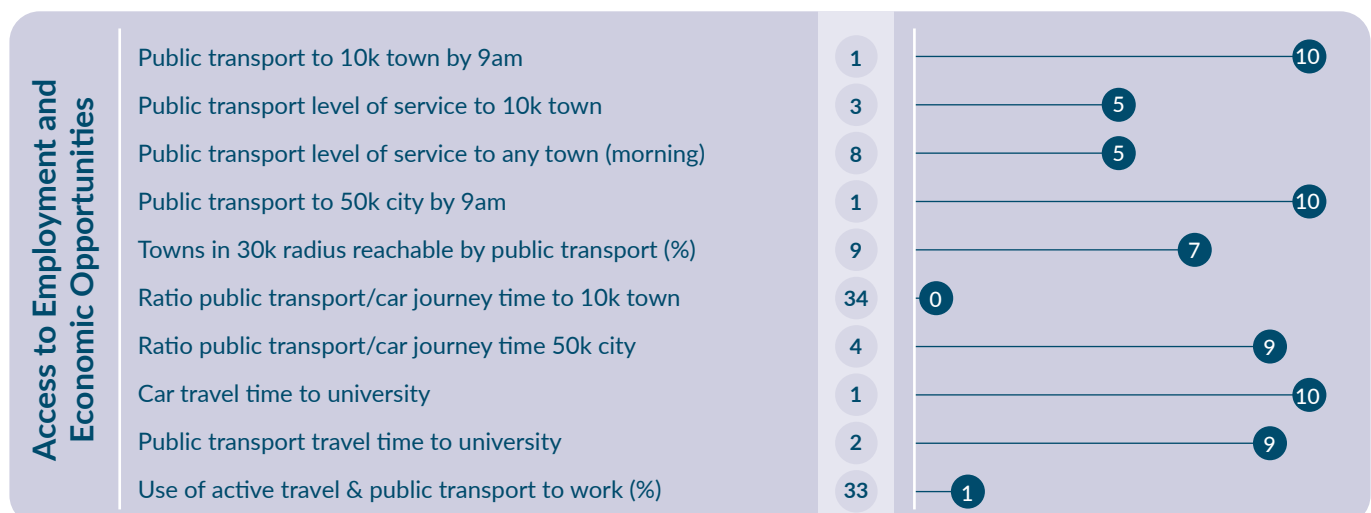 Access to Employment and
Economic Opportunities
Public transport to 10k town by 9am 1 10
Public transport level of service to 10k town 3 5
Public transport level of service to any town (morning) 8 5
Public transport to 50k city by 9am 1 10
Towns in 30k radius reachable by public transport (%) 9 7
Ratio public transport/car journey time to 10k town 34 0
Ratio public transport/car journey time 50k city 4 9
Car travel time to university 1 10
Public transport travel time to university 2 9
Use of active travel & public transport to work (%) 33 1